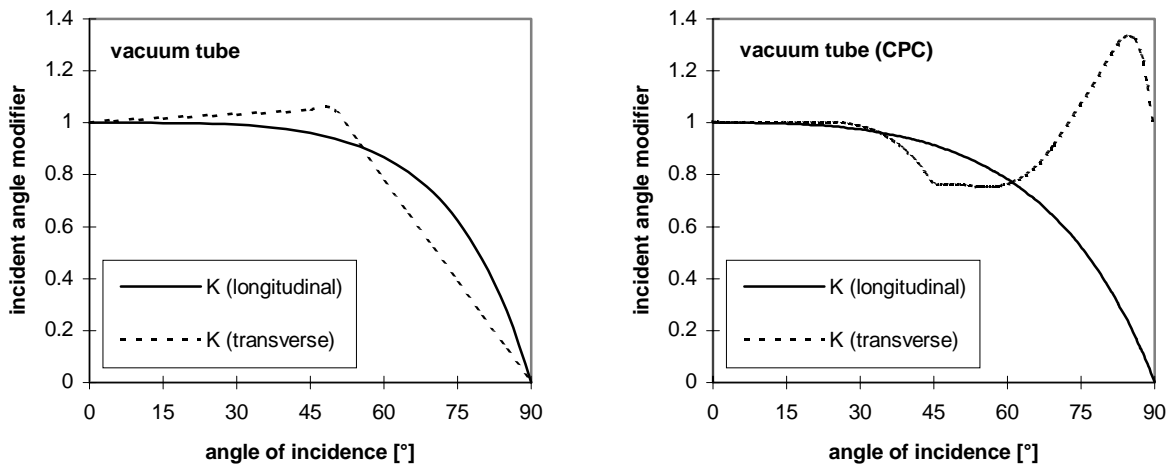 vacuum tube
incident angle modifier
1.4
1.2
1
0.8
0.6
0.4
0.2
0
K (longitudinal)
K (transverse)
0 15 30 45 60 75 90
angle of incidence [°]
vacuum tube (CPC)
incident angle modifier
1.4
1.2
1
0.8
0.6
0.4
0.2
0
K (longitudinal)
K (transverse)
0 15 30 45 60 75 90
angle of incidence [°]